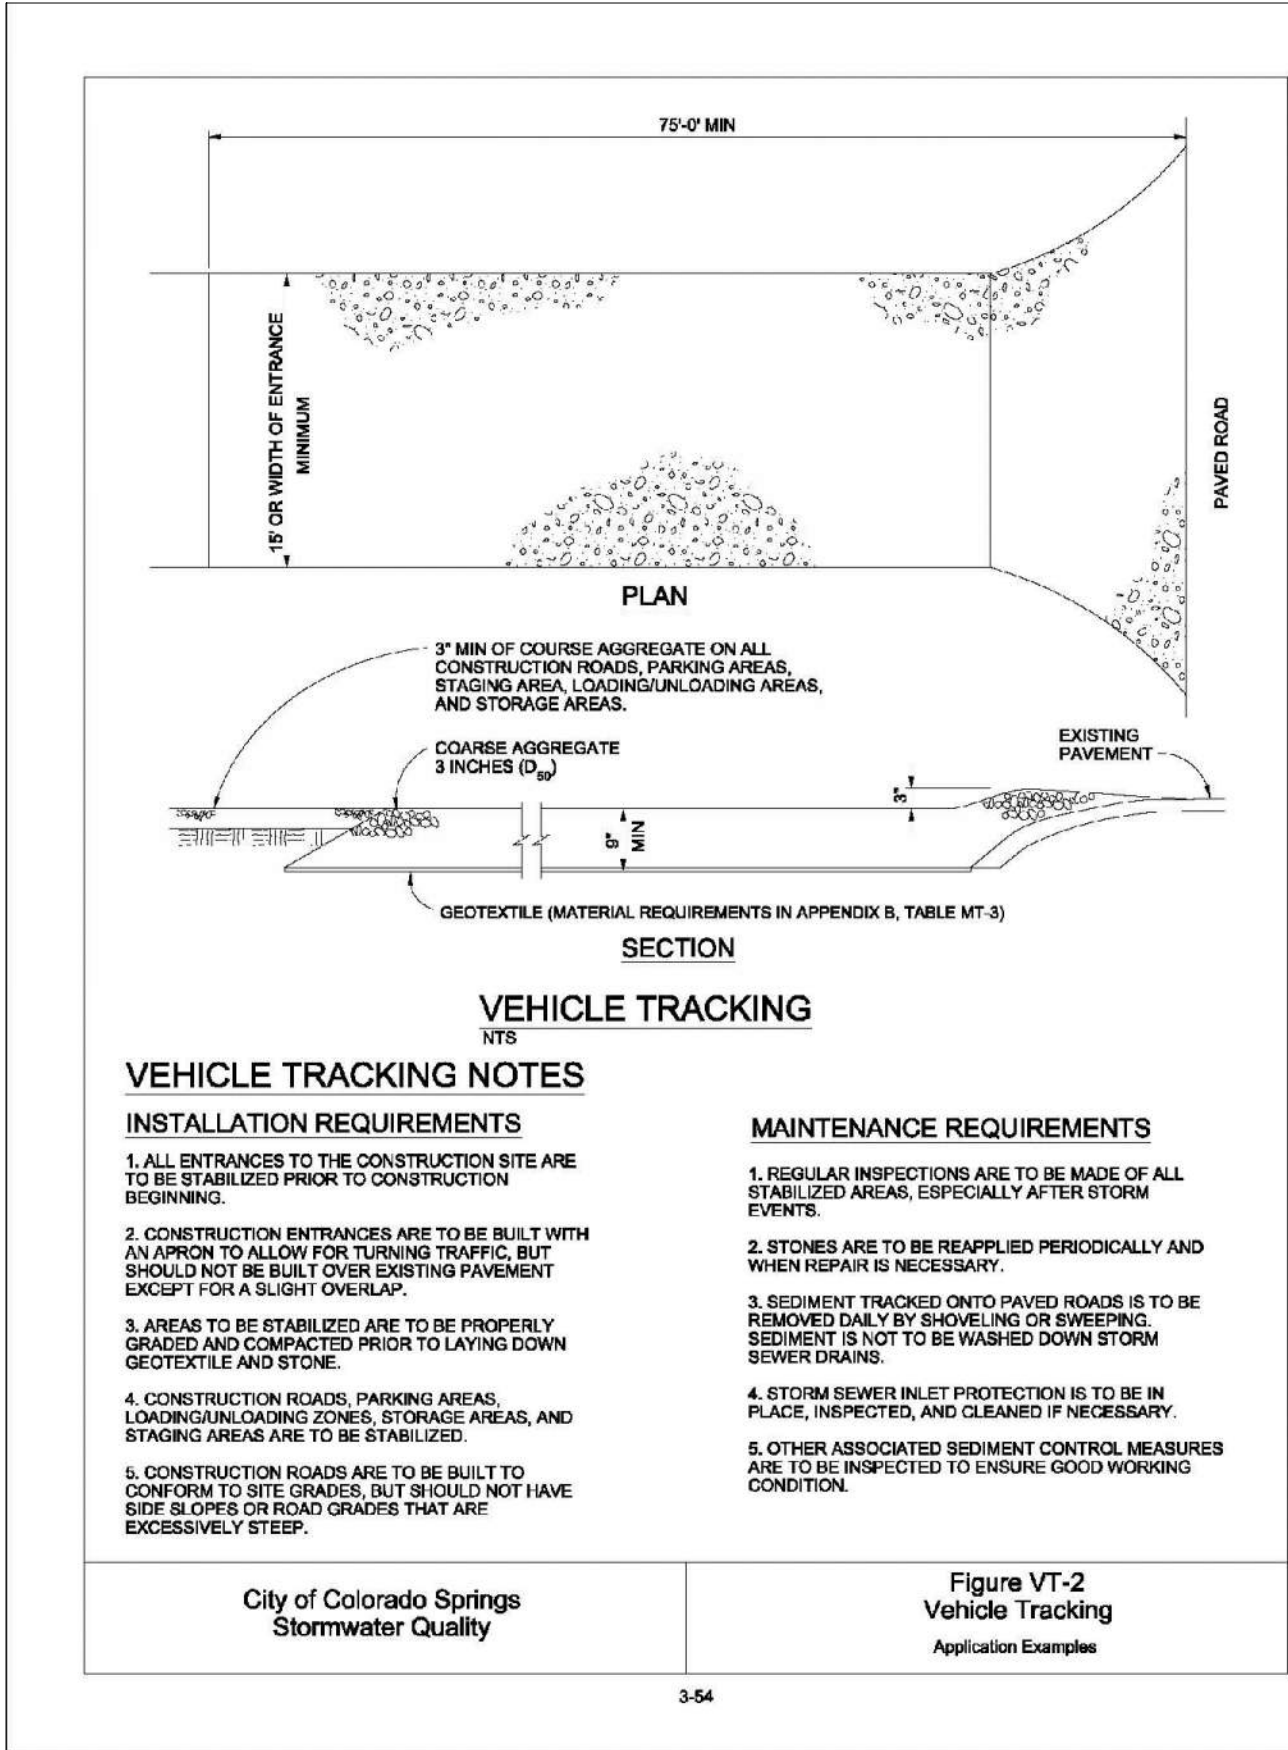 75'-0' MIN
15' OR WIDTH OF ENTRANCE
MINIMUM
PAVED ROAD
PLAN
3" MIN OF COURSE AGGREGATE ON ALL
CONSTRUCTION ROADS, PARKING AREAS,
STAGING AREA, LOADING/UNLOADING AREAS,
AND STORAGE AREAS.
COARSE AGGREGATE
3 INCHES (D50)
EXISTING
PAVEMENT
3"
9"
MIN
GEOTEXTILE (MATERIAL REQUIREMENTS IN APPENDIX B, TABLE MT-3)
SECTION
VEHICLE TRACKING
NTS
VEHICLE TRACKING NOTES
INSTALLATION REQUIREMENTS
1. ALL ENTRANCES TO THE CONSTRUCTION SITE ARE
TO BE STABILIZED PRIOR TO CONSTRUCTION
BEGINNING.
2. CONSTRUCTION ENTRANCES ARE TO BE BUILT WITH
AN APRON TO ALLOW FOR TURNING TRAFFIC, BUT
SHOULD NOT BE BUILT OVER EXISTING PAVEMENT
EXCEPT FOR A SLIGHT OVERLAP.
3. AREAS TO BE STABILIZED ARE TO BE PROPERLY
GRADED AND COMPACTED PRIOR TO LAYING DOWN
GEOTEXTILE AND STONE.
4. CONSTRUCTION ROADS, PARKING AREAS,
LOADING/UNLOADING ZONES, STORAGE AREAS, AND
STAGING AREAS ARE TO BE STABILIZED.
5. CONSTRUCTION ROADS ARE TO BE BUILT TO
CONFORM TO SITE GRADES, BUT SHOULD NOT HAVE
SIDE SLOPES OR ROAD GRADES THAT ARE
EXCESSIVELY STEEP.
MAINTENANCE REQUIREMENTS
1. REGULAR INSPECTIONS ARE TO BE MADE OF ALL
STABILIZED AREAS, ESPECIALLY AFTER STORM
EVENTS.
2. STONES ARE TO BE REAPPLIED PERIODICALLY AND
WHEN REPAIR IS NECESSARY.
3. SEDIMENT TRACKED ONTO PAVED ROADS IS TO BE
REMOVED DAILY BY SHOVELING OR SWEEPING.
SEDIMENT IS NOT TO BE WASHED DOWN STORM
SEWER DRAINS.
4. STORM SEWER INLET PROTECTION IS TO BE IN
PLACE, INSPECTED, AND CLEANED IF NECESSARY.
5. OTHER ASSOCIATED SEDIMENT CONTROL MEASURES
ARE TO BE INSPECTED TO ENSURE GOOD WORKING
CONDITION.
City of Colorado Springs
Stormwater Quality
Figure VT-2
Vehicle Tracking
Application Examples
3-54